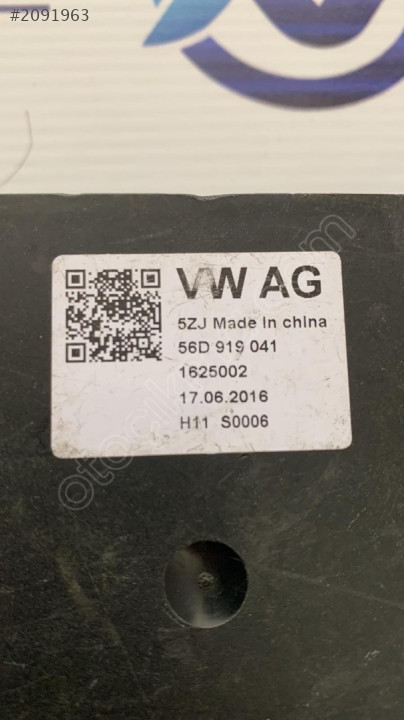 #2091963
VW AG
5ZJ Made In china
56D 919 041
1625002
17.06.2016
H11 S0006